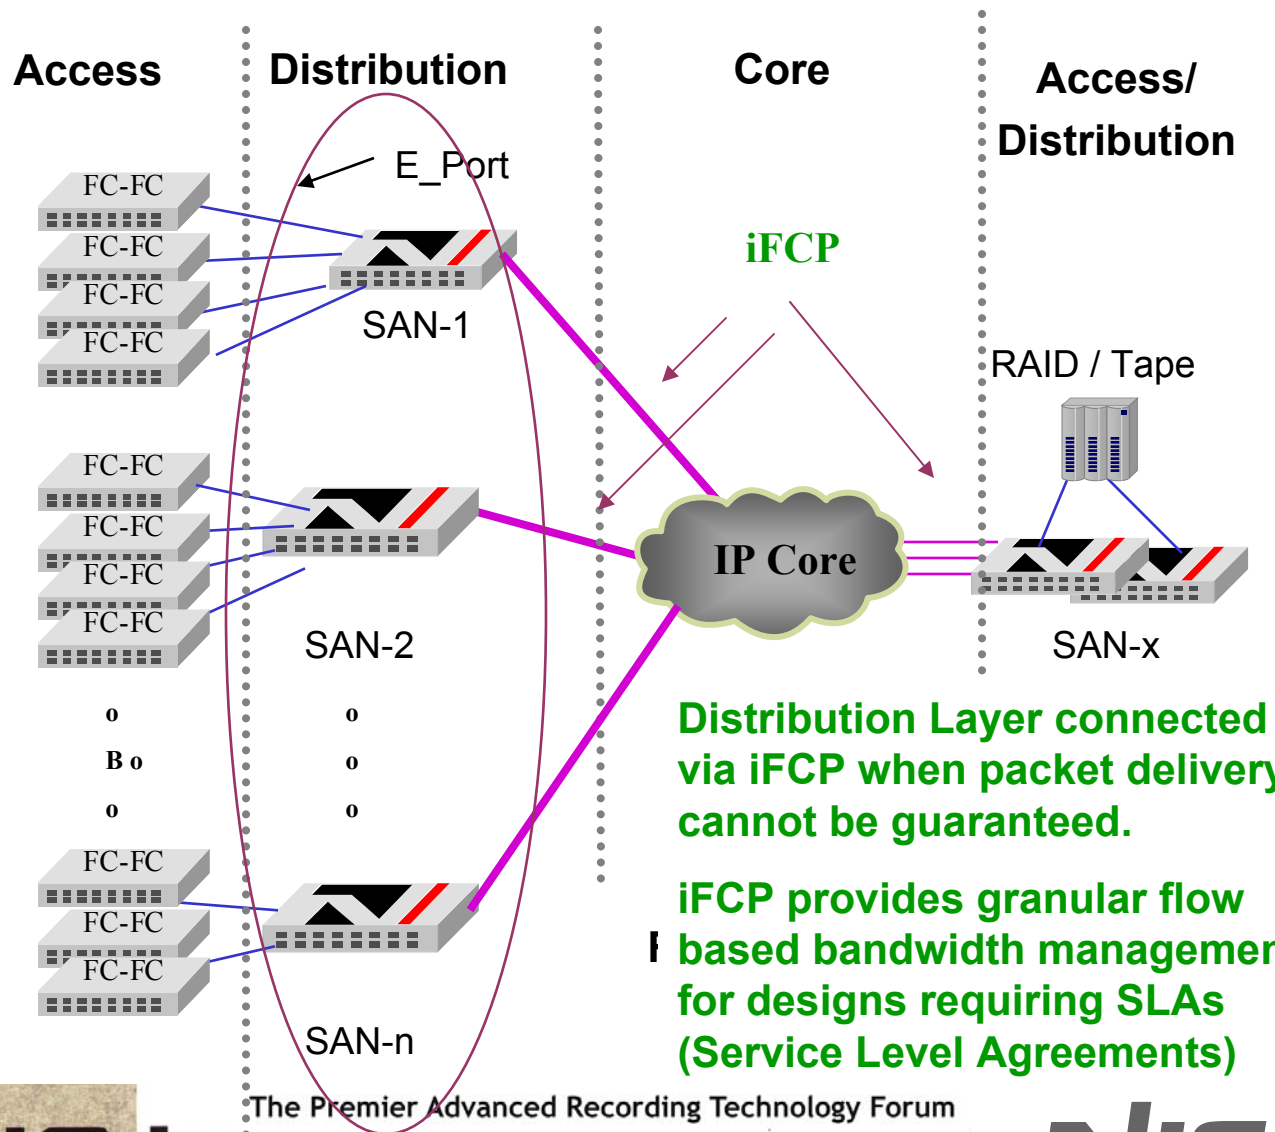 Access
Distribution
Core
Access/
Distribution
E_Port
FC-FC
FC-FC
FC-FC
FC-FC
SAN-1
iFCP
RAID / Tape
FC-FC
FC-FC
FC-FC
FC-FC
SAN-2
IP Core
SAN-x
o
B o
o
o
o
o
FC-FC
FC-FC
FC-FC
SAN-n
Distribution Layer connected
via iFCP when packet delivery
cannot be guaranteed.
iFCP provides granular flow
based bandwidth managemen
for designs requiring SLAs
(Service Level Agreements)
The Premier Advanced Recording Technology Forum